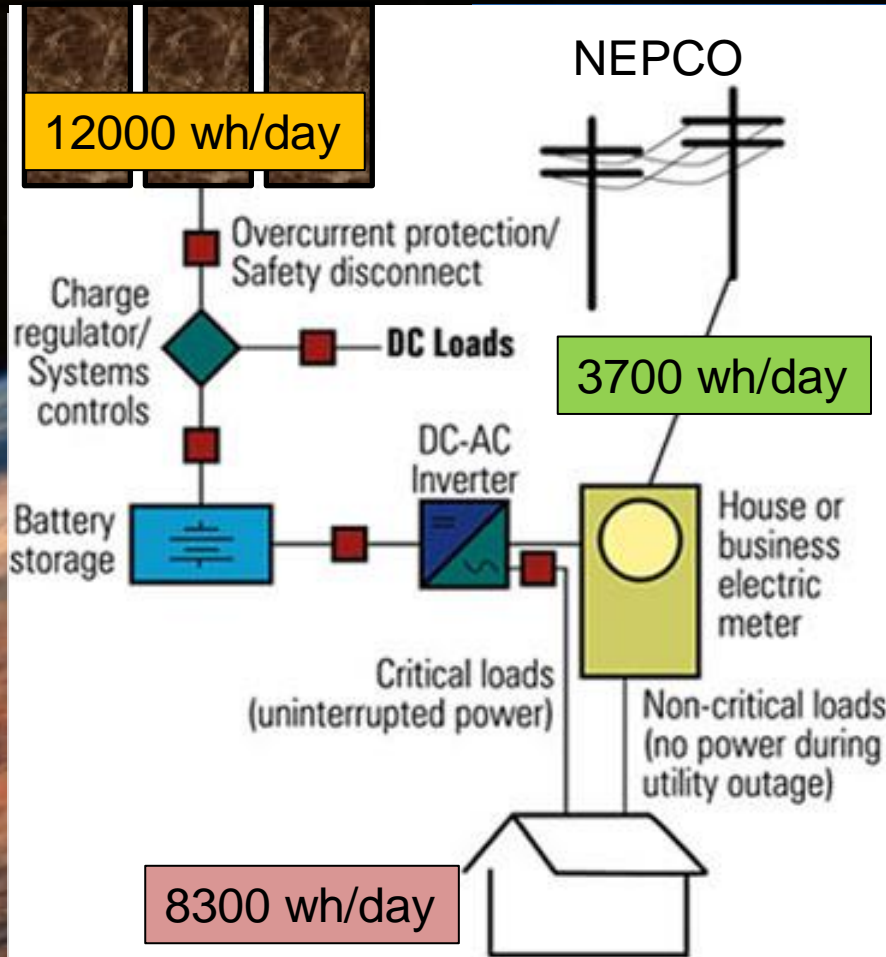 NEPCO
12000 wh/day
Overcurrent protection/
Safety disconnect
Charge
regulator/
Systems
controls
DC Loads
3700 wh/day
DC-AC
Inverter
Battery
storage
House or
business
electric
meter
Critical loads
(uninterrupted power)
Non-critical loads
(no power during
utility outage)
8300 wh/day